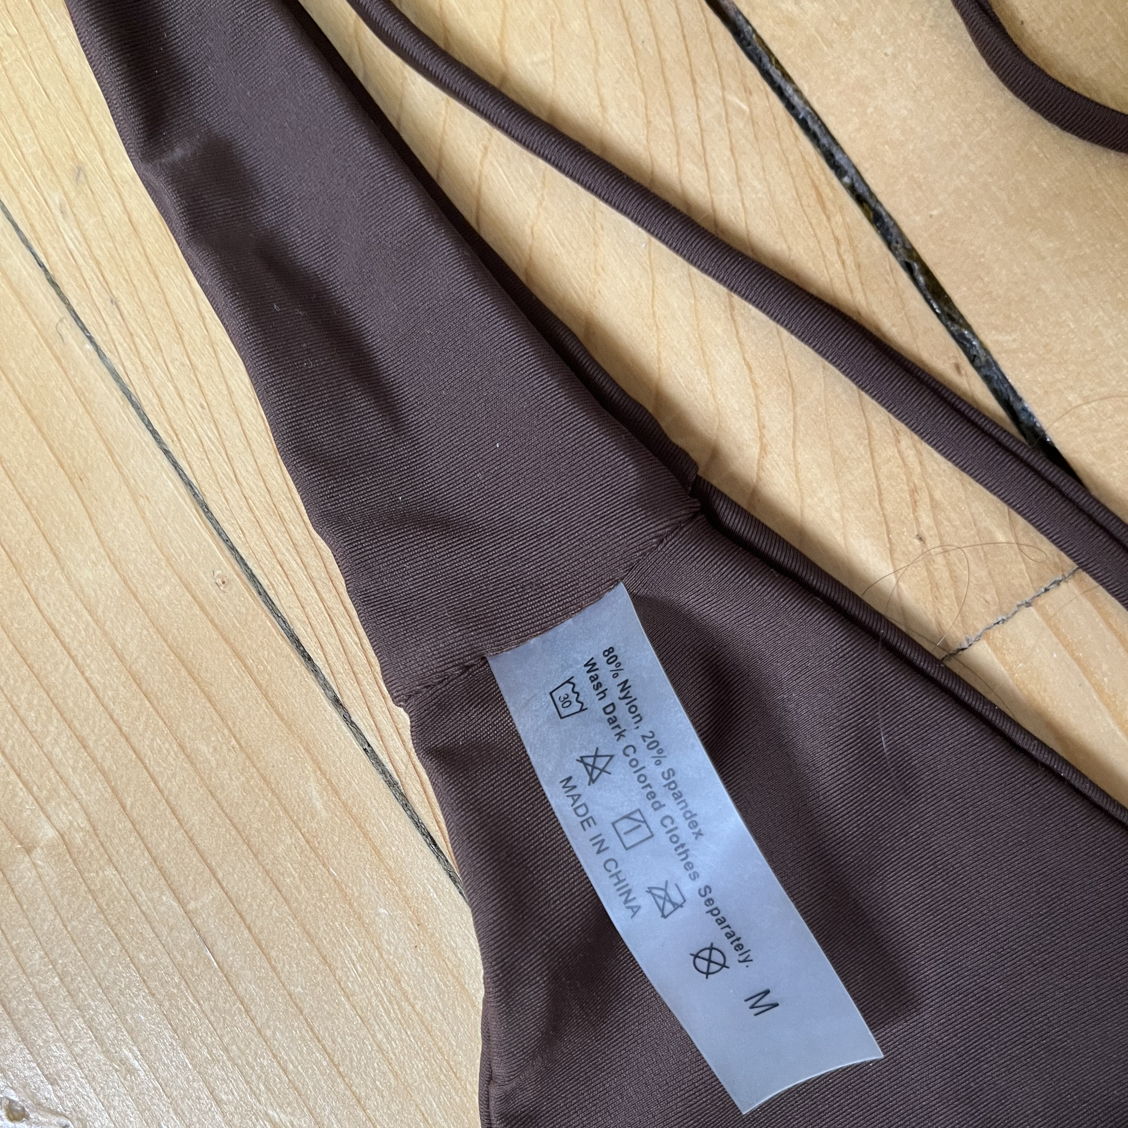 80% Nylon, 20% Spandex
Wash Dark Colored Clothes Separately.
30
MADE IN CHINA
M